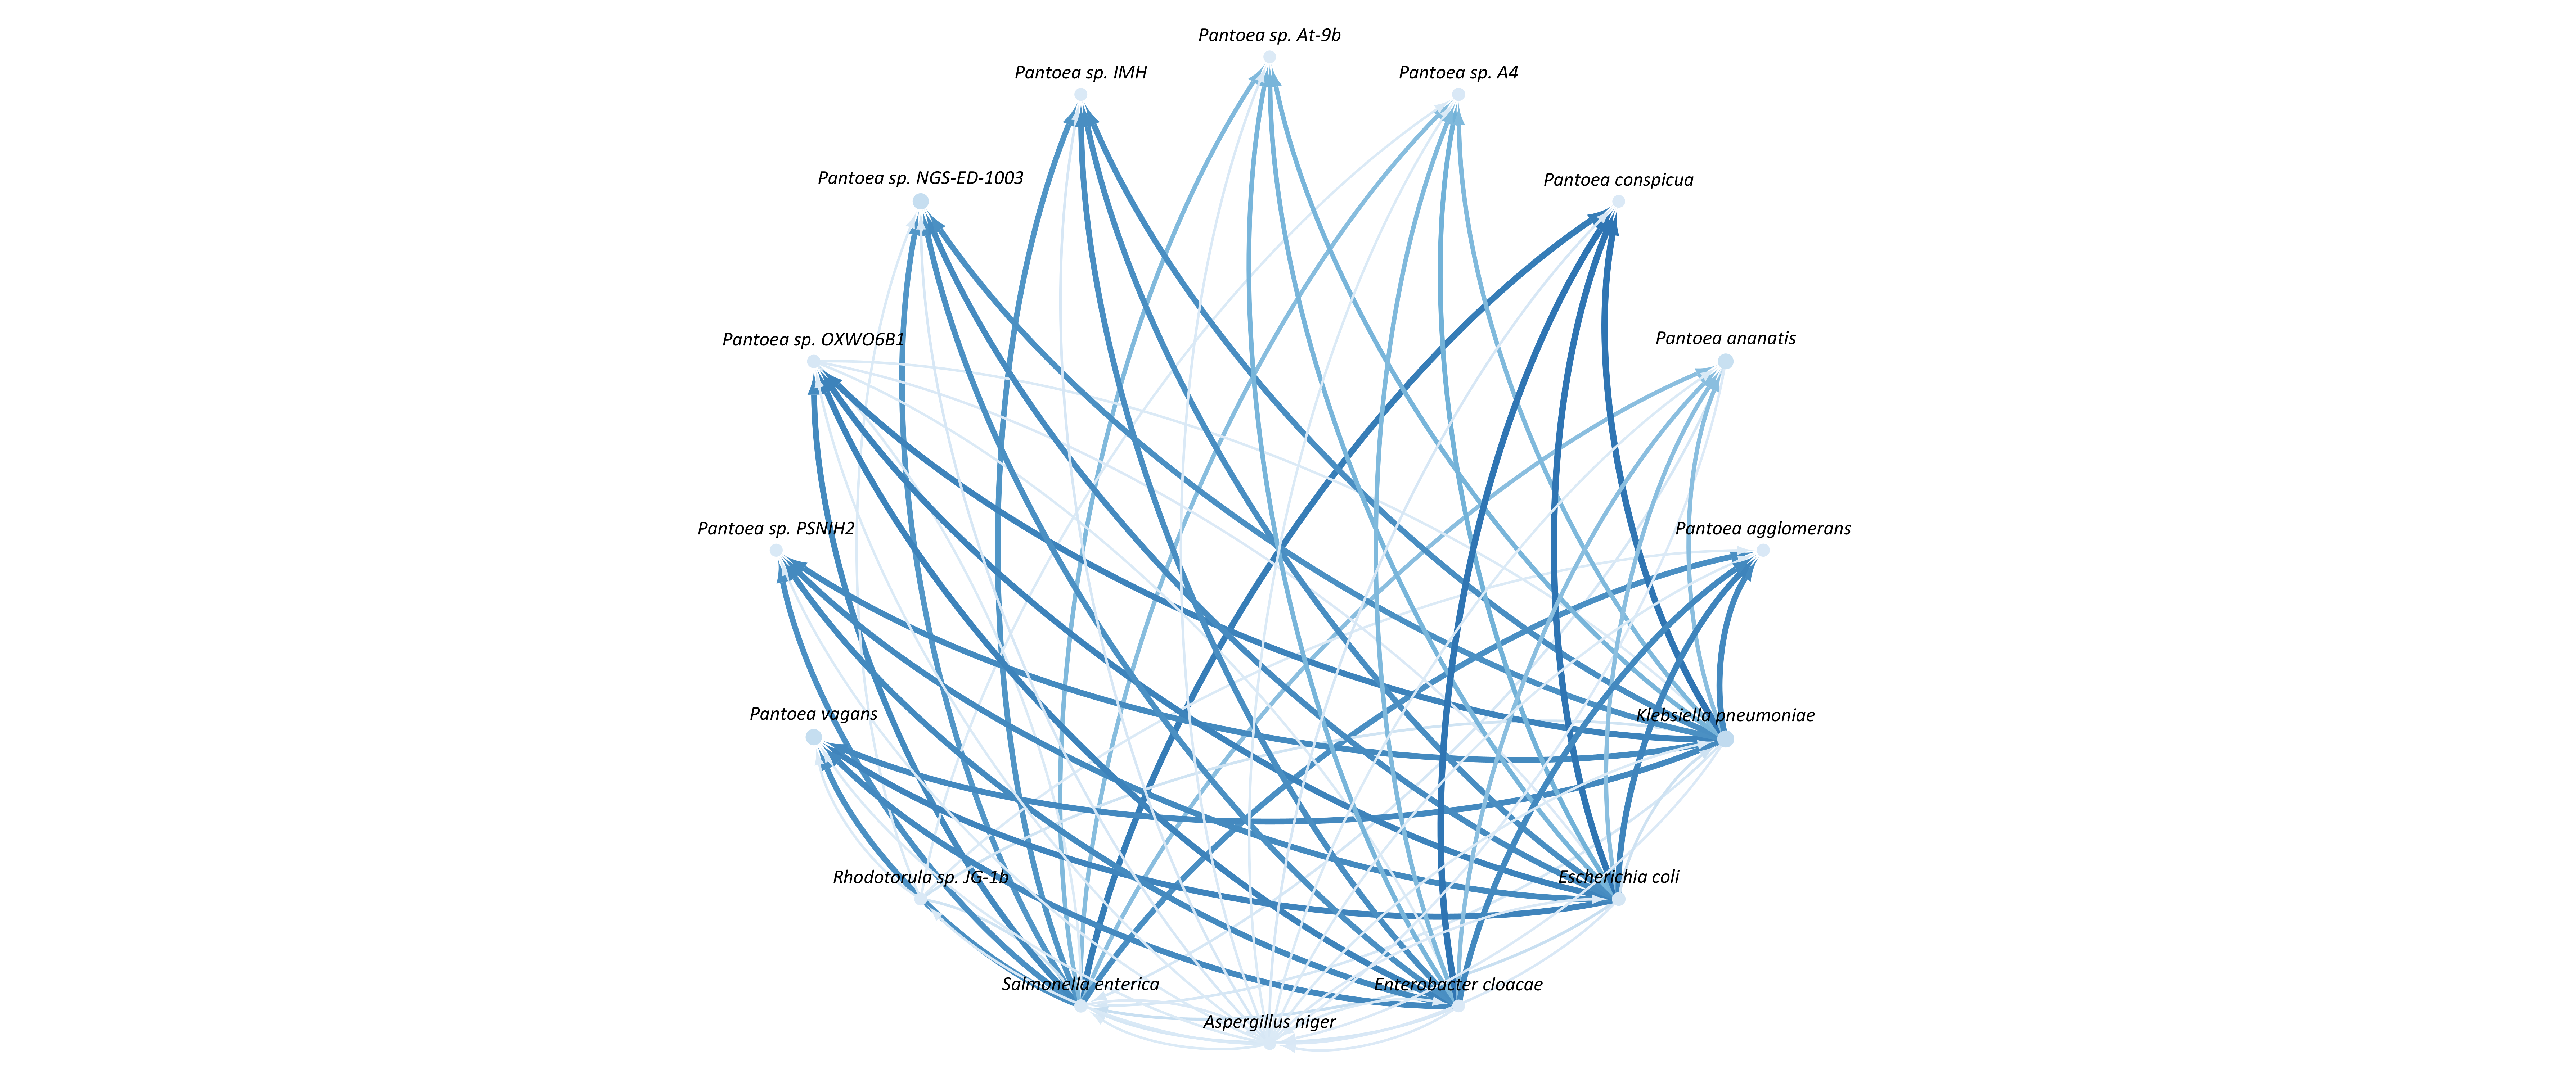 Pantoea sp. At-9b
Pantoea sp. IMH
Pantoea sp. A4
Pantoea sp. NGS-ED-1003
Pantoea conspicua
Pantoea sp. OXWO6B1
Pantoea ananatis
Pantoea sp. PSNIH2
Pantoea agglomerans
Pantoea vagans
Klebsiella pneumoniae
Rhodotorula sp. JG-1b
Escherichia coli
Salmonella enterica
Enterobacter cloacae
Aspergillus niger